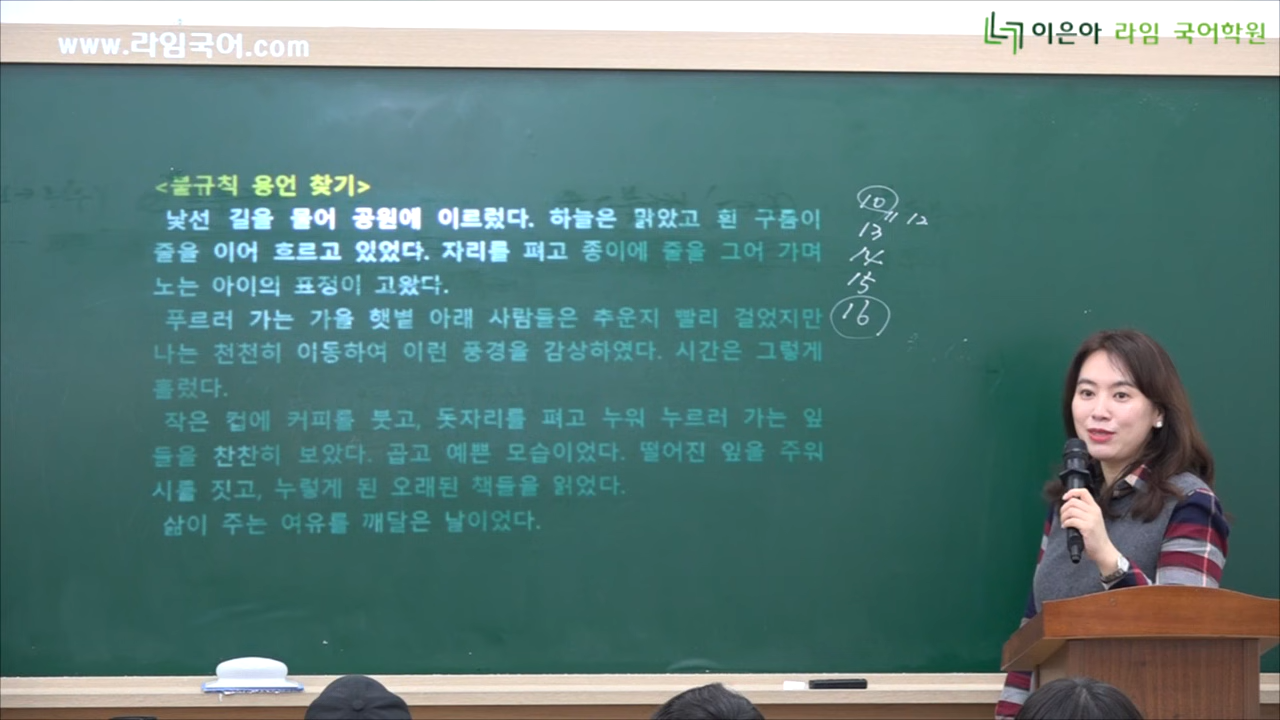 www.라임국어.com
이은아 라임 국어학원
<불규칙 용언 찾기>
낯선 길을 물어 공원에 이르렀다. 하늘은 맑았고 흰 구름이
줄을 이어 흐르고 있었다. 자리를 펴고 종이에 줄을 그어 가며
노는 아이의 표정이 고왔다.
푸르러 가는 가을 햇볕 아래 사람들은 추운지 빨리 걸었지만
나는 천천히 이동하여 이런 풍경을 감상하였다. 시간은 그렇게
흘렀다.
작은 컵에 커피를 붓고, 돗자리를 펴고 누워 누르러 가는 잎
들을 찬찬히 보았다. 곱고 예쁜 모습이었다. 떨어진 잎을 주워
시를 짓고, 누렇게 된 오래된 책들을 읽었다.
삶이 주는 여유를 깨달은 날이었다.
10
11 12
13
14
15
16